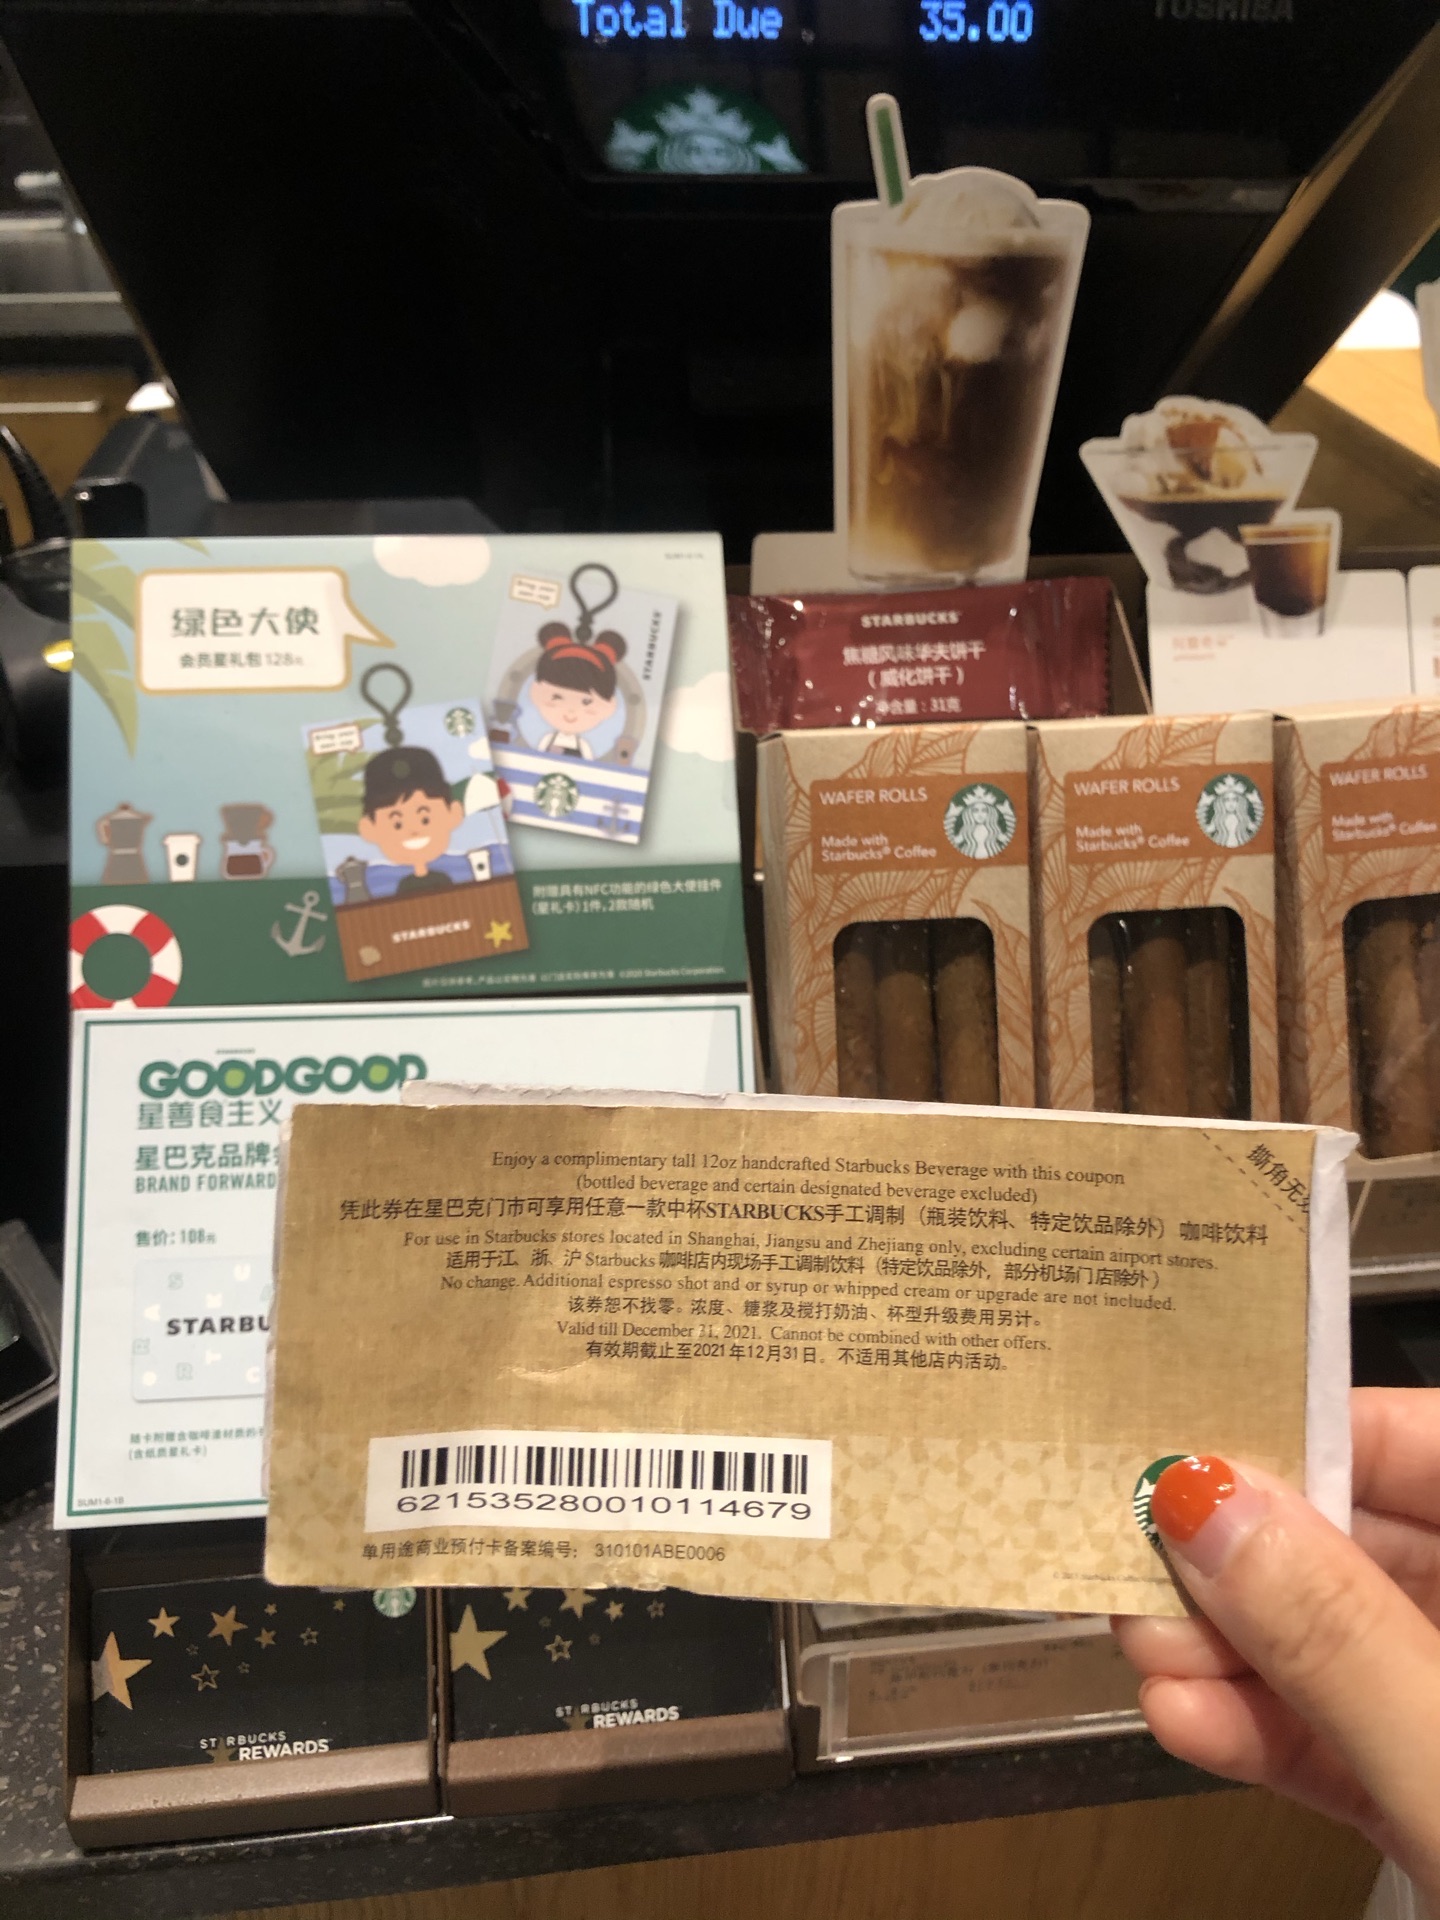 Total Due 35.00
TOSHIBA
绿色大使
会员星礼包128元
STARBUCKS
STARBUCKS
附赠具有NFC功能的绿色大使挂件
(星礼卡)1件,2款随机
STARBUCKS
焦糖风味华夫饼干
(威化饼干)
净含量:31克
WAFER ROLLS
Made with
Starbucks® Coffee
WAFER ROLLS
Made with
Starbucks® Coffee
WAFER ROLLS
Made with
Starbucks® Coffee
GOODGOOD
星善食主义
星巴克品牌
BRAND FORWARD
售价:108元
STARBU
SUM1-6-1B
撕角无
Enjoy a complimentary tall 12oz handcrafted Starbucks Beverage with this coupon
(bottled beverage and certain designated beverage excluded)
凭此券在星巴克门市可享用任意一款中杯STARBUCKS手工调制(瓶装饮料、特定饮品除外)咖啡饮料
For use in Starbucks stores located in Shanghai, Jiangsu and Zhejiang only, excluding certain airport stores.
适用于江、浙、沪 Starbucks 咖啡店内现场手工调制饮料(特定饮品除外,部分机场门店除外)
No change. Additional espresso shot and or syrup or whipped cream or upgrade are not included.
该券恕不找零。浓度、糖浆及搅打奶油、杯型升级费用另计。
Valid till December 31, 2021. Cannot be combined with other offers.
有效期截止至2021年12月31日。不适用其他店内活动。
6215352800101146​79
单用途商业预付卡备案编号: 310101ABE0006
STARBUCKS
REWARDS
STARBUCKS
REWARDS